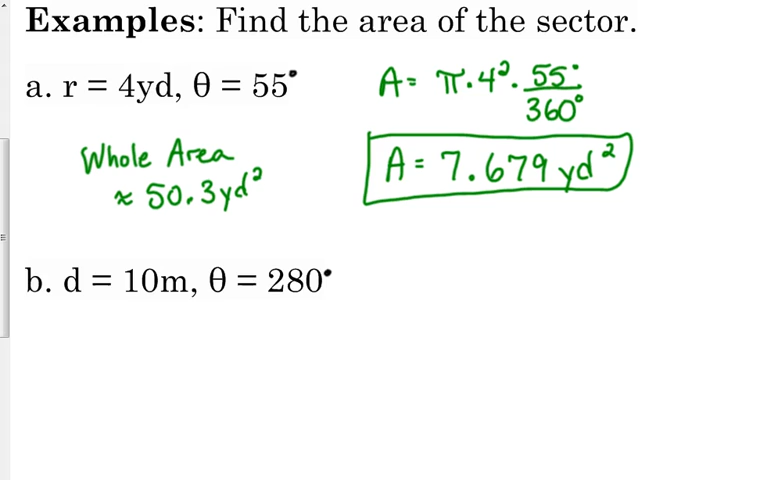 Examples: Find the area of the sector.
a. r = 4yd, θ = 55°
A = π · 4² · 55°/360°
Whole Area
≈ 50.3yd²
A = 7.679 yd²
b. d = 10m, θ = 280°